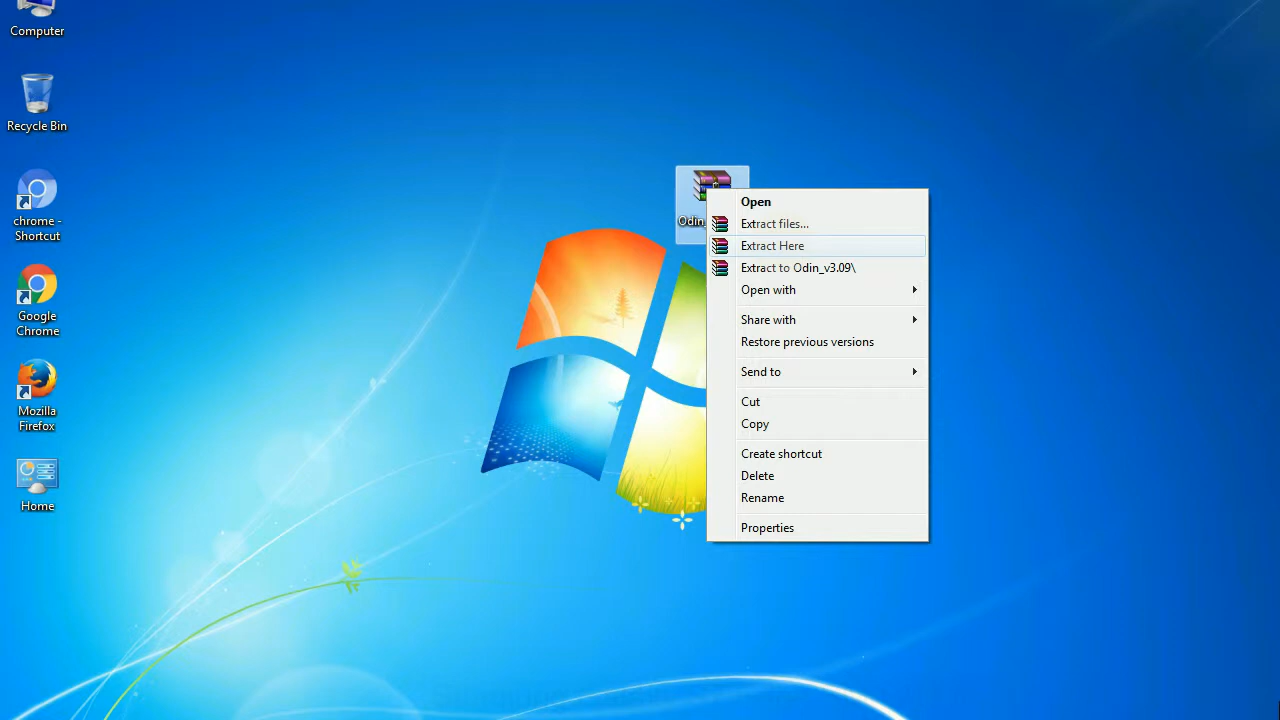 Computer
Recycle Bin
chrome -
Shortcut
Google
Chrome
Mozilla
Firefox
Home
Odin
Open
Extract files...
Extract Here
Extract to Odin_v3.09\
Open with
Share with
Restore previous versions
Send to
Cut
Copy
Create shortcut
Delete
Rename
Properties